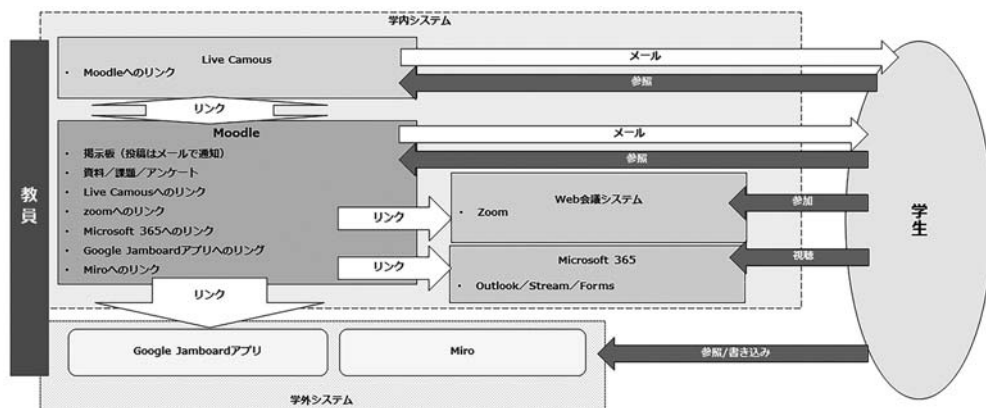 学内システム
教員
Live Camous
・ Moodleへのリンク
メール
参照
リンク
Moodle
・ 掲示板（投稿はメールで通知）
・ 資料／課題／アンケート
・ Live Camousへのリンク
・ zoomへのリンク
・ Microsoft 365へのリンク
・ Google Jamboardアプリへのリング
・ Miroへのリンク
メール
参照
リンク
Web会議システム
・ Zoom
参加
リンク
Microsoft 365
・ Outlook／Stream／Forms
視聴
学生
リンク
Google Jamboardアプリ
Miro
参照/書き込み
学外システム